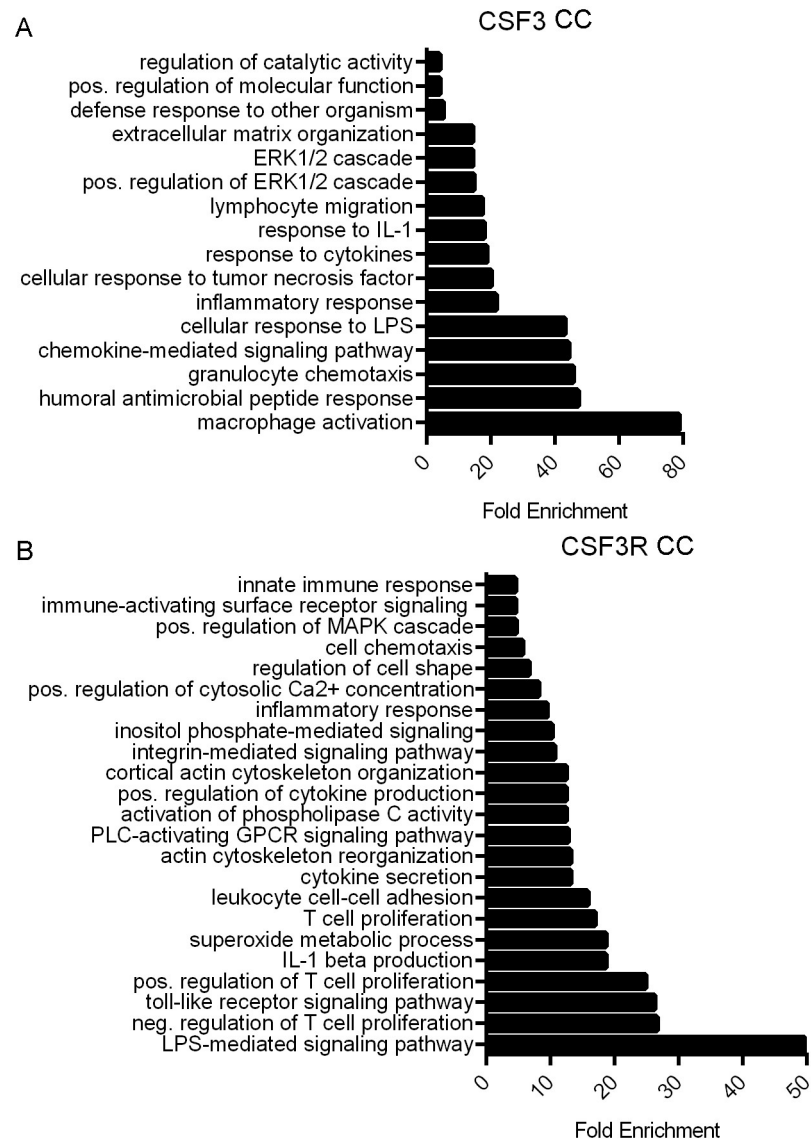 A
CSF3 CC
regulation of catalytic activity
pos. regulation of molecular function
defense response to other organism
extracellular matrix organization
ERK1/2 cascade
pos. regulation of ERK1/2 cascade
lymphocyte migration
response to IL-1
response to cytokines
cellular response to tumor necrosis factor
inflammatory response
cellular response to LPS
chemokine-mediated signaling pathway
granulocyte chemotaxis
humoral antimicrobial peptide response
macrophage activation
0 20 40 60 80
Fold Enrichment
B
CSF3R CC
innate immune response
immune-activating surface receptor signaling
pos. regulation of MAPK cascade
cell chemotaxis
regulation of cell shape
pos. regulation of cytosolic Ca2+ concentration
inflammatory response
inositol phosphate-mediated signaling
integrin-mediated signaling pathway
cortical actin cytoskeleton organization
pos. regulation of cytokine production
activation of phospholipase C activity
PLC-activating GPCR signaling pathway
actin cytoskeleton reorganization
cytokine secretion
leukocyte cell-cell adhesion
T cell proliferation
superoxide metabolic process
IL-1 beta production
pos. regulation of T cell proliferation
toll-like receptor signaling pathway
neg. regulation of T cell proliferation
LPS-mediated signaling pathway
0 10 20 30 40 50
Fold Enrichment